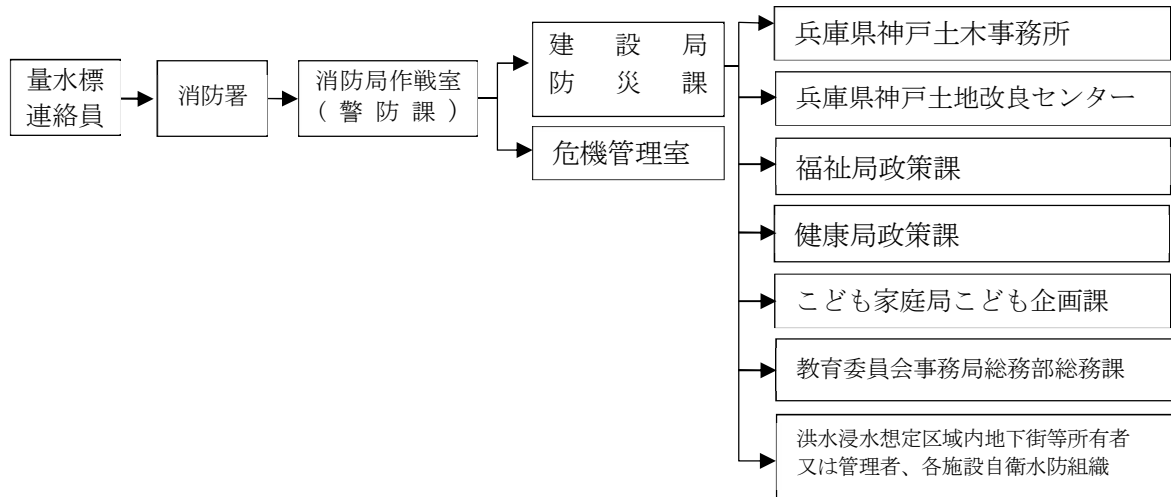 量水標
連絡員
消防署
消防局作戦室
(警防課)
建設局
防災課
危機管理室
兵庫県神戸土木事務所
兵庫県神戸土地改良センター
福祉局政策課
健康局政策課
こども家庭局こども企画課
教育委員会事務局総務部総務課
洪水浸水想定区域内地下街等所有者
又は管理者、各施設自衛水防組織